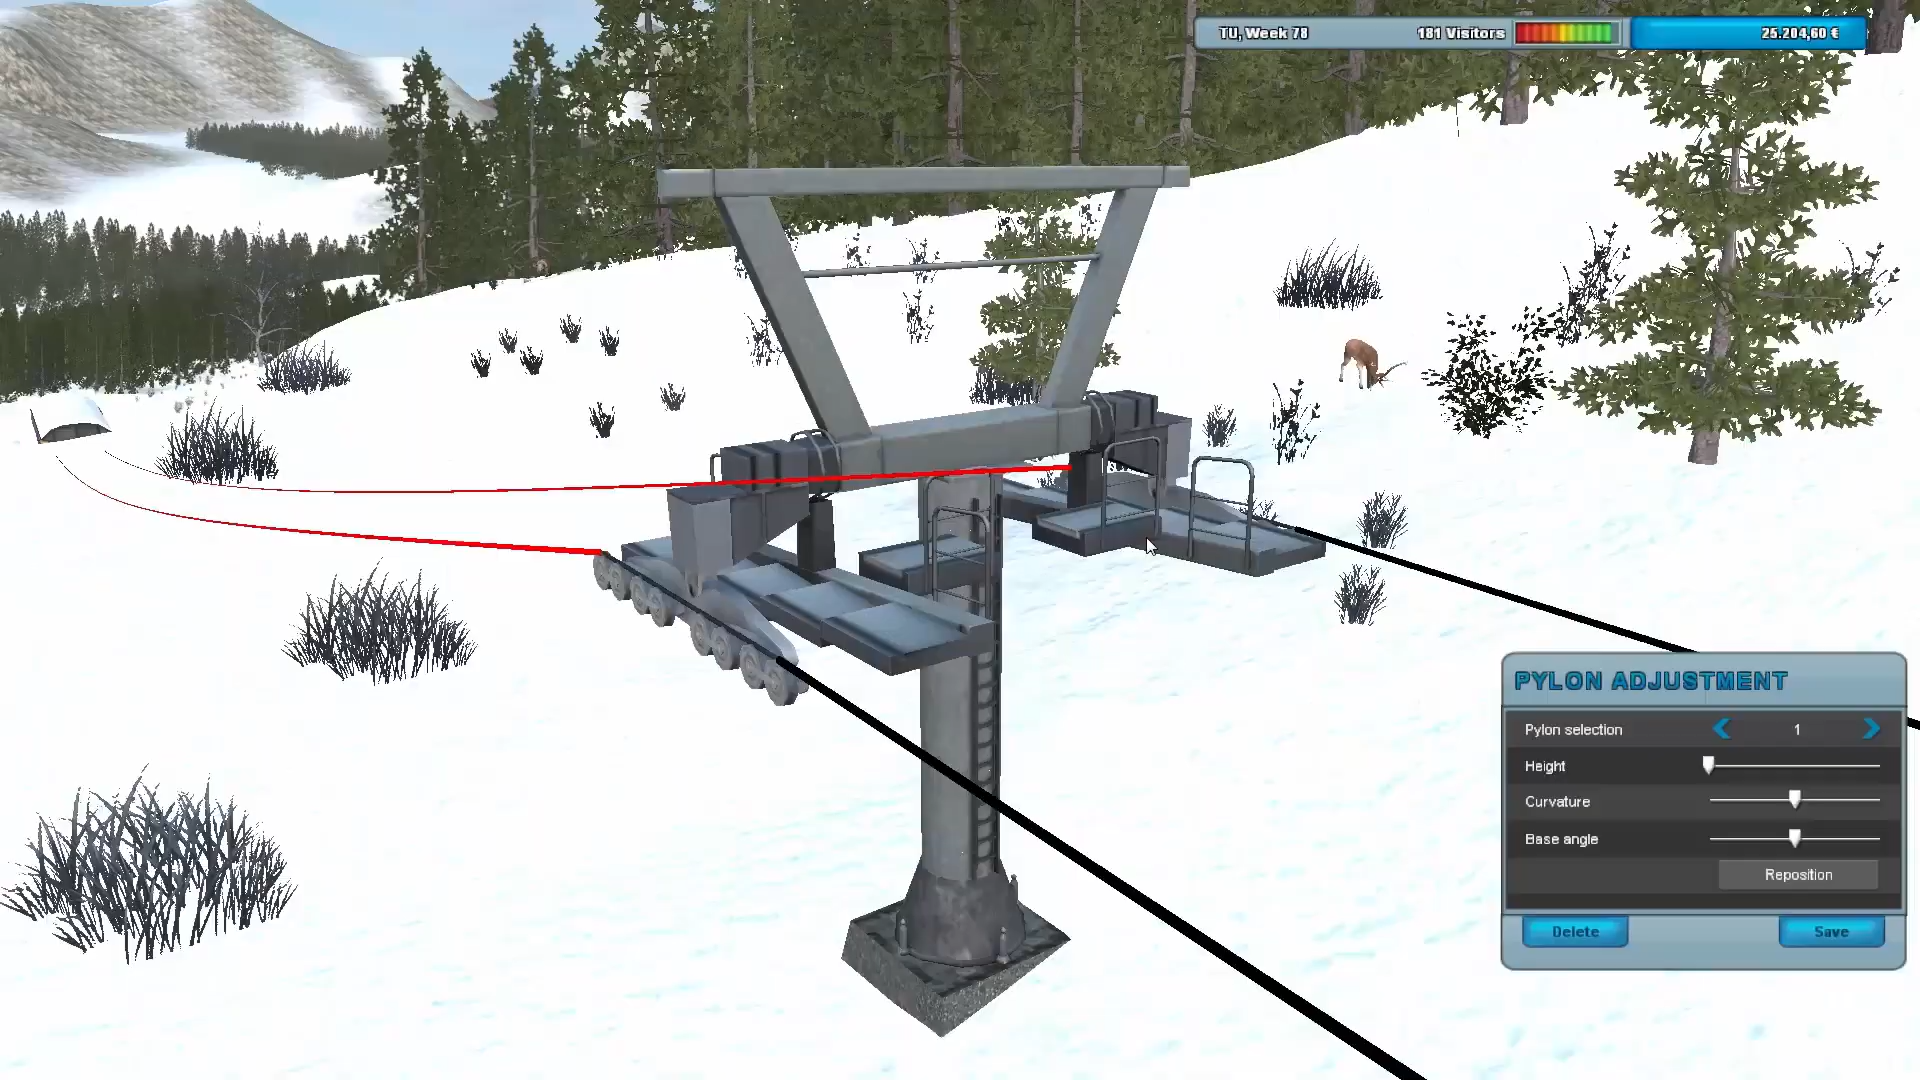 TU, Week 78
181 Visitors
25.204,60 €
PYLON ADJUSTMENT
Pylon selection
1
Height
Curvature
Base angle
Reposition
Delete
Save